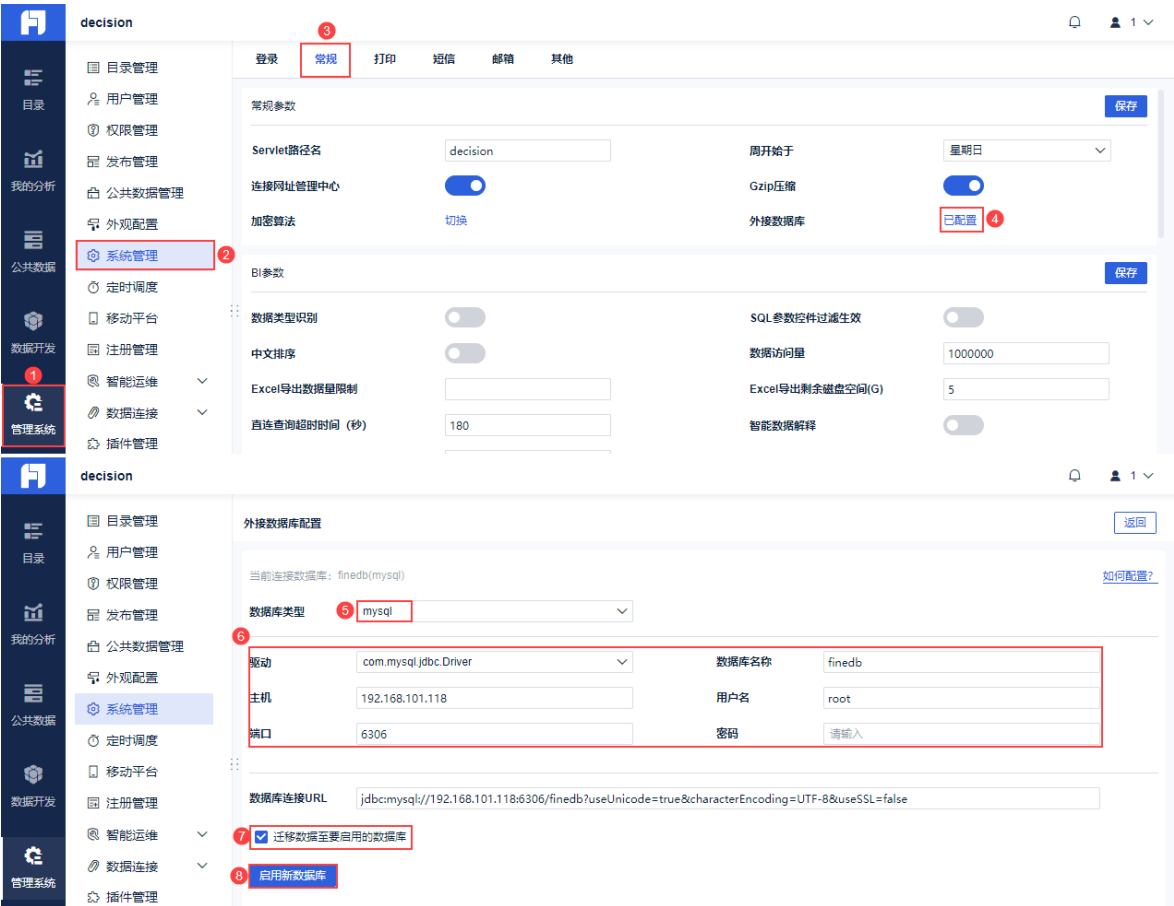 decision
1
3
登录 常规 打印 短信 邮箱 其他
目录
我的分析
公共数据
数据开发
1
管理系统
目录管理
用户管理
权限管理
发布管理
公共数据管理
外观配置
系统管理
2
定时调度
移动平台
注册管理
智能运维
数据连接
插件管理
常规参数 保存
Servlet路径名 decision 周开始于 星期日
连接网址管理中心 Gzip压缩
加密算法 切换 外接数据库 已配置 4
BI参数 保存
数据类型识别 SQL参数控件过滤生效
中文排序 数据访问量 1000000
Excel导出数据量限制 Excel导出剩余磁盘空间(G) 5
直连查询超时时间（秒） 180 智能数据解释
decision
1
目录
我的分析
公共数据
数据开发
管理系统
目录管理
用户管理
权限管理
发布管理
公共数据管理
外观配置
系统管理
定时调度
移动平台
注册管理
智能运维
数据连接
插件管理
外接数据库配置 返回
当前连接数据库：finedb(mysql) 如何配置?
数据库类型 5 mysql
6
驱动 com.mysql.jdbc.Driver 数据库名称 finedb
主机 192.168.101.118 用户名 root
端口 6306 密码 请输入
数据库连接URL jdbc:mysql://192.168.101.118:6306/finedb?useUnicode=true&characterEncoding=UTF-8&useSSL=false
7 迁移数据至要启用的数据库
8 启用新数据库